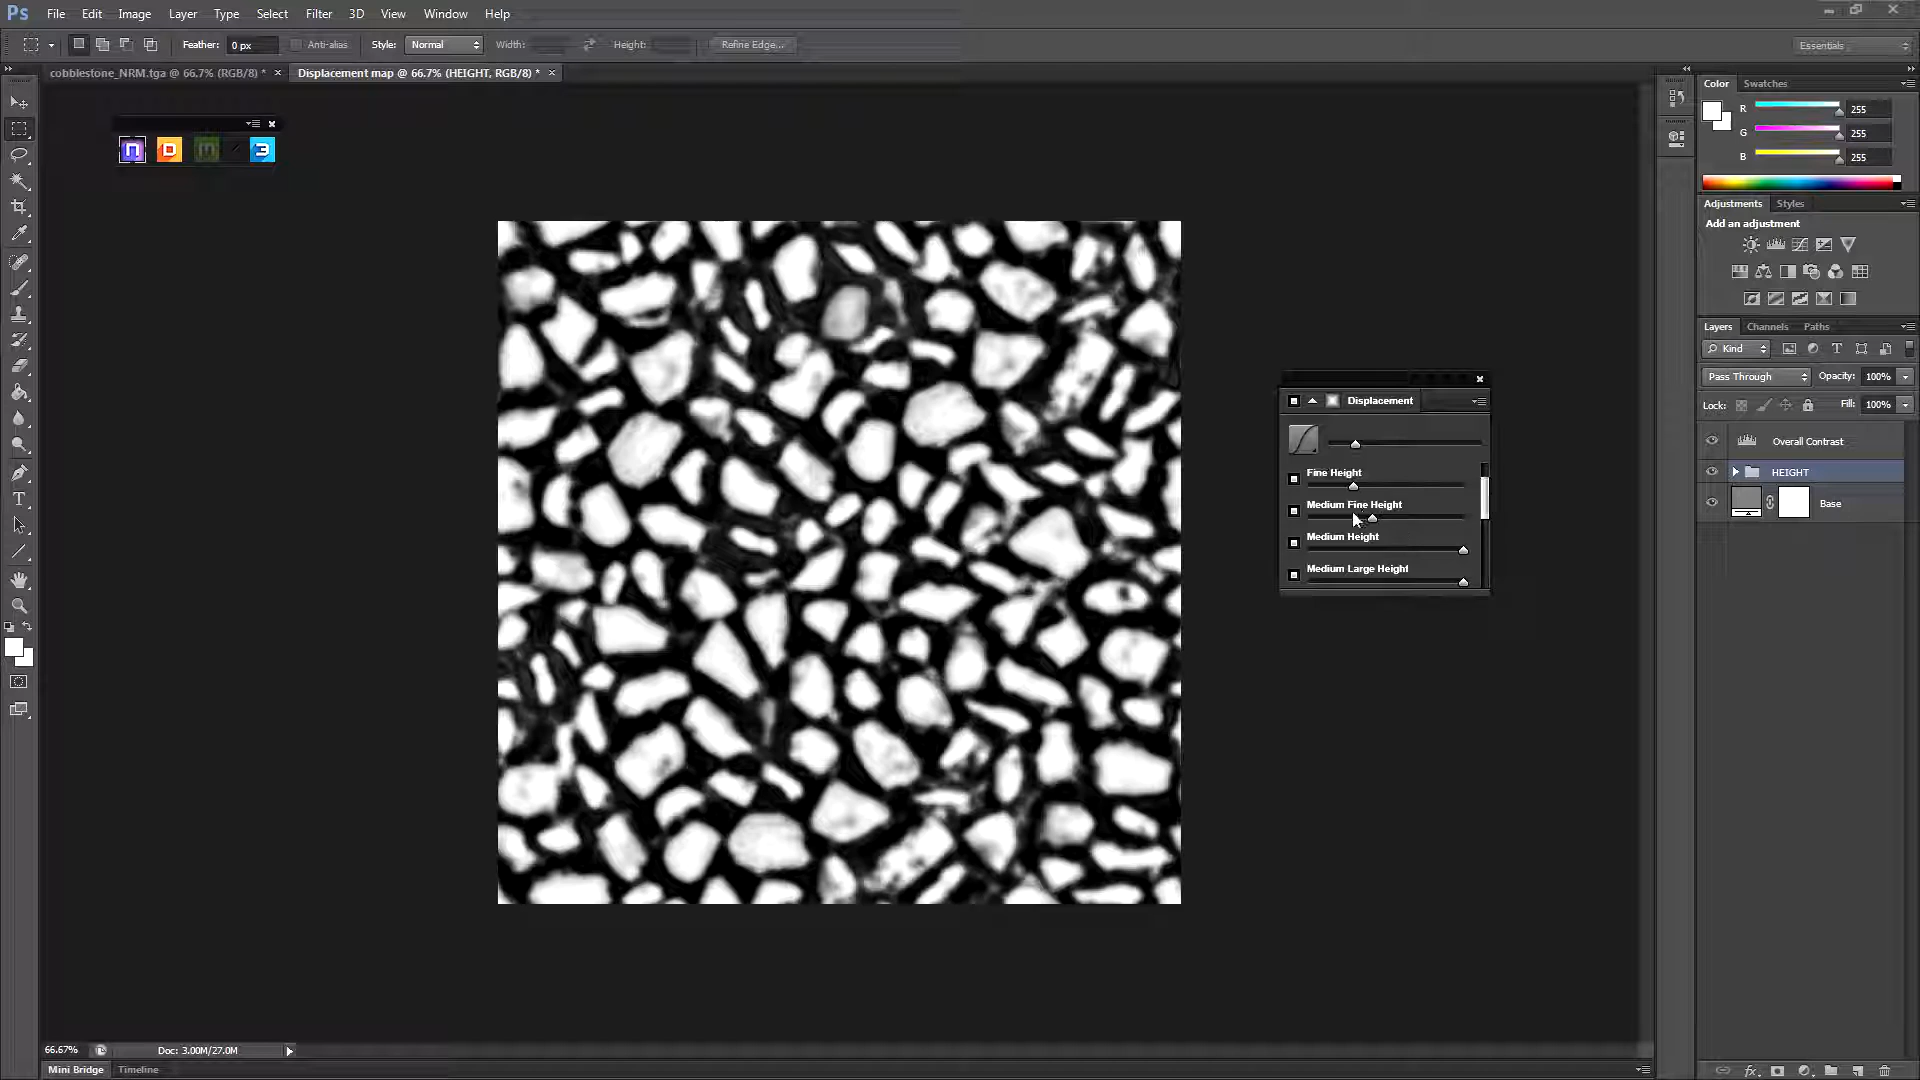 Ps File Edit Image Layer Type Select Filter 3D View Window Help
Feather: 0 px Anti-alias Style: Normal Width: Height: Refine Edge... Essentials
cobblestone_NRM.tga @ 66.7% (RGB/8) * × Displacement map @ 66.7% (HEIGHT, RGB/8) * ×
Color Swatches
R 255
G 255
B 255
Adjustments Styles
Add an adjustment
Layers Channels Paths
Kind
Pass Through Opacity: 100%
Lock: Fill: 100%
Overall Contrast
HEIGHT
Base
n D m 3
Displacement
Fine Height
Medium Fine Height
Medium Height
Medium Large Height
66.67% Doc: 3.00M/27.0M
Mini Bridge Timeline
fx